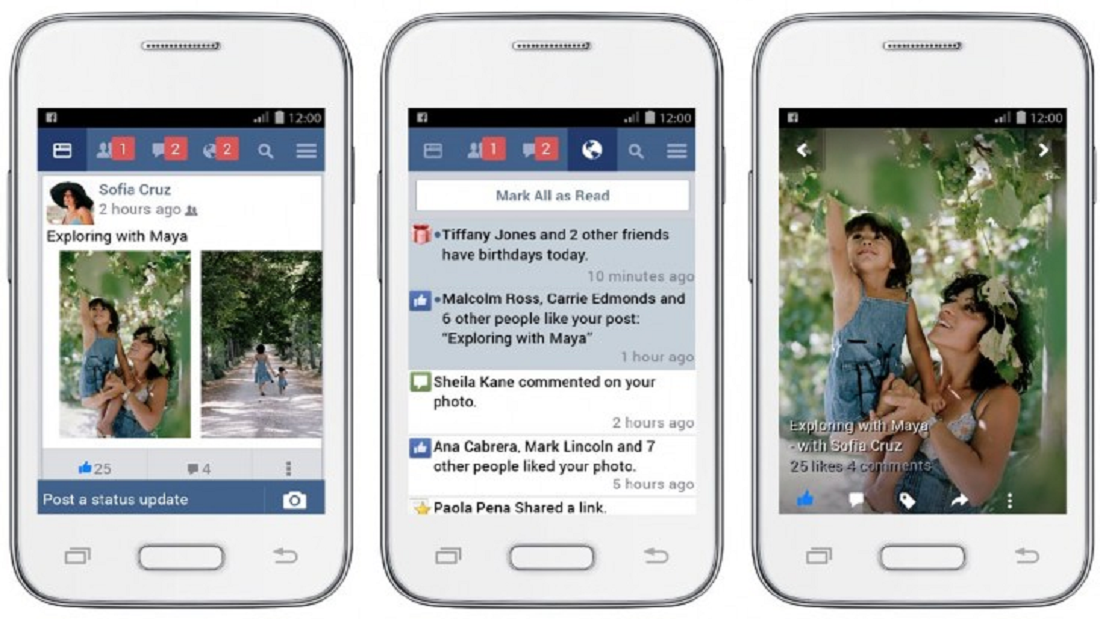 12:00
1
2
2
Sofia Cruz
2 hours ago
Exploring with Maya
25
4
Post a status update
12:00
1
2
Mark All as Read
Tiffany Jones and 2 other friends
have birthdays today.
10 minutes ago
Malcolm Ross, Carrie Edmonds and
6 other people like your post:
“Exploring with Maya”
1 hour ago
Sheila Kane commented on your
photo.
2 hours ago
Ana Cabrera, Mark Lincoln and 7
other people liked your photo.
5 hours ago
Paola Pena Shared a link.
12:00
Exploring with Maya
- with Sofia Cruz
25 likes 4 comments